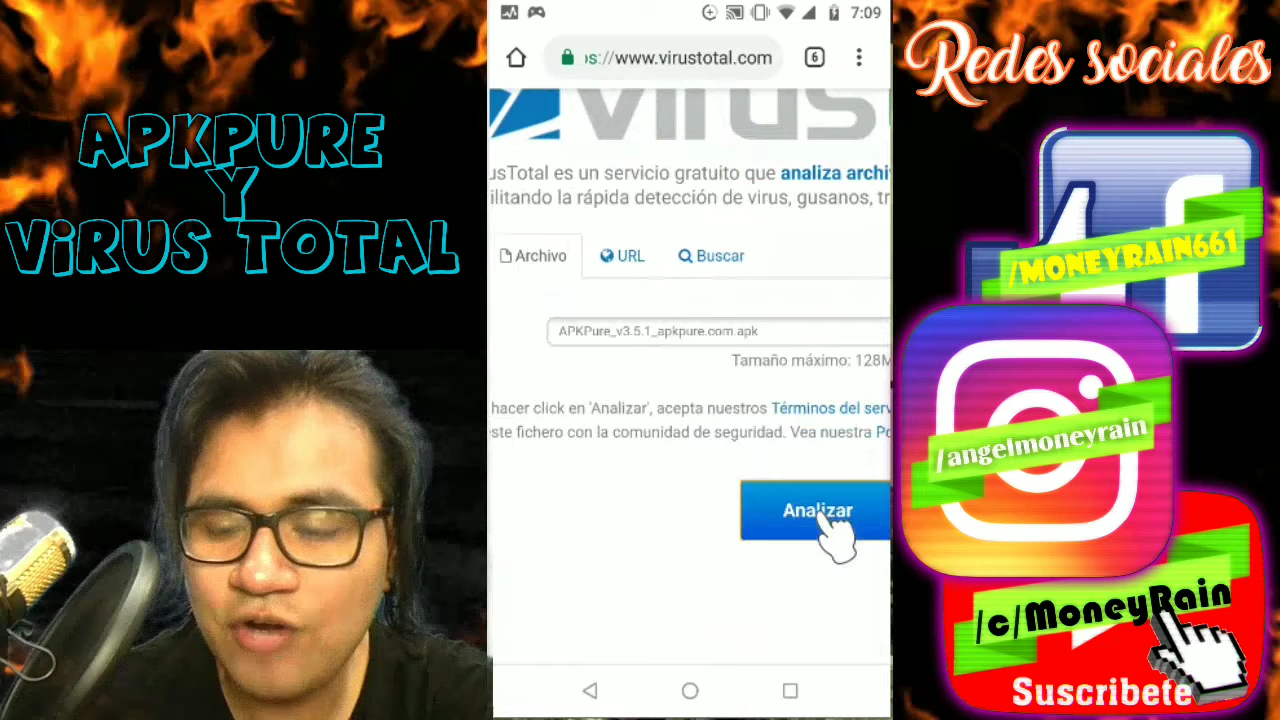 APKPURE
Y
VIRUS TOTAL
7:09
s://www.virustotal.com
6
virus
usTotal es un servicio gratuito que analiza archi
ilitando la rápida detección de virus, gusanos, tr
Archivo
URL
Buscar
APKPure_v3.5.1_apkpure.com.apk
Tamaño máximo: 128M
hacer click en 'Analizar', acepta nuestros Términos del serv
ste fichero con la comunidad de seguridad. Vea nuestra Po
Analizar
Redes sociales
/MONEYRAIN661
/angelmoneyrain
/c/MoneyRain
Suscribete